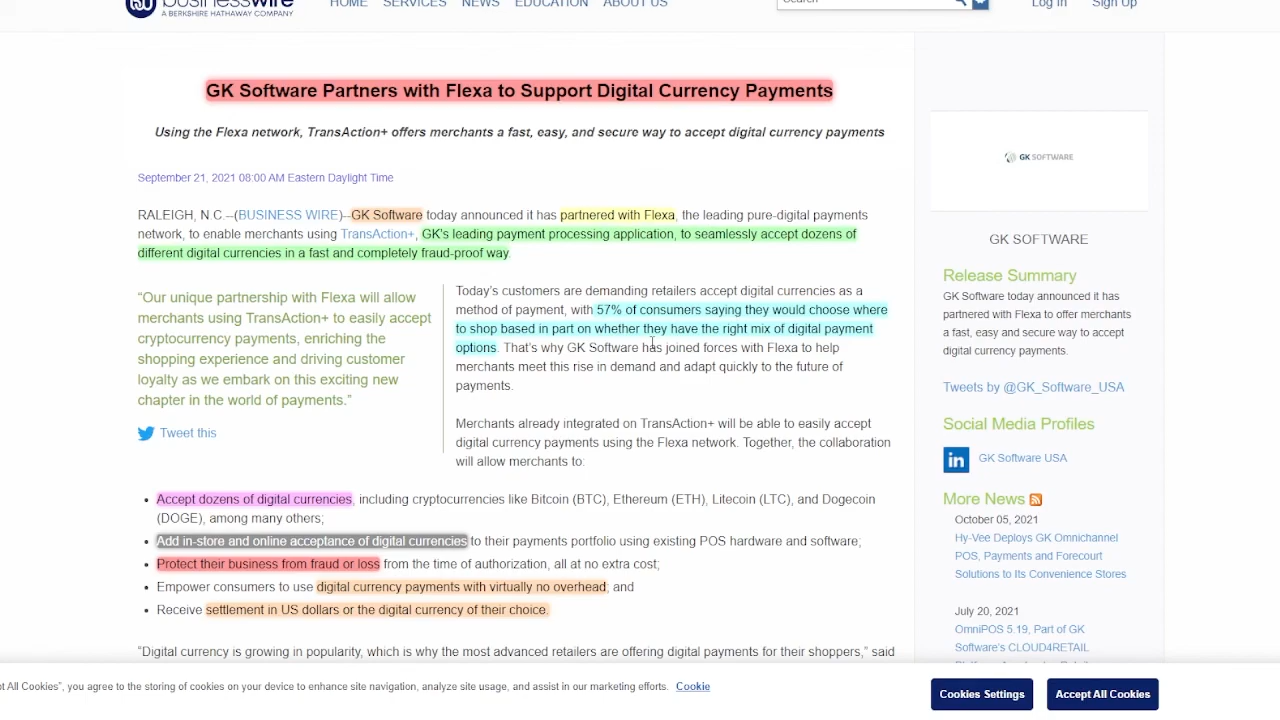 businesswire
A BERKSHIRE HATHAWAY COMPANY
HOME SERVICES NEWS EDUCATION ABOUT US
Search
Log In Sign Up
GK Software Partners with Flexa to Support Digital Currency Payments
Using the Flexa network, TransAction+ offers merchants a fast, easy, and secure way to accept digital currency payments
September 21, 2021 08:00 AM Eastern Daylight Time
RALEIGH, N.C.--(BUSINESS WIRE)--GK Software today announced it has partnered with Flexa, the leading pure-digital payments
network, to enable merchants using TransAction+, GK's leading payment processing application, to seamlessly accept dozens of
different digital currencies in a fast and completely fraud-proof way.
“Our unique partnership with Flexa will allow
merchants using TransAction+ to easily accept
cryptocurrency payments, enriching the
shopping experience and driving customer
loyalty as we embark on this exciting new
chapter in the world of payments.”
Tweet this
Today's customers are demanding retailers accept digital currencies as a
method of payment, with 57% of consumers saying they would choose where
to shop based in part on whether they have the right mix of digital payment
options. That's why GK Software has joined forces with Flexa to help
merchants meet this rise in demand and adapt quickly to the future of
payments.
Merchants already integrated on TransAction+ will be able to easily accept
digital currency payments using the Flexa network. Together, the collaboration
will allow merchants to:
• Accept dozens of digital currencies, including cryptocurrencies like Bitcoin (BTC), Ethereum (ETH), Litecoin (LTC), and Dogecoin
(DOGE), among many others;
• Add in-store and online acceptance of digital currencies to their payments portfolio using existing POS hardware and software;
• Protect their business from fraud or loss from the time of authorization, all at no extra cost;
• Empower consumers to use digital currency payments with virtually no overhead; and
• Receive settlement in US dollars or the digital currency of their choice.
“Digital currency is growing in popularity, which is why the most advanced retailers are offering digital payments for their shoppers,” said
GK SOFTWARE
GK SOFTWARE
Release Summary
GK Software today announced it has
partnered with Flexa to offer merchants
a fast, easy and secure way to accept
digital currency payments.
Tweets by @GK_Software_USA
Social Media Profiles
in GK Software USA
More News
October 05, 2021
Hy-Vee Deploys GK Omnichannel
POS, Payments and Forecourt
Solutions to Its Convenience Stores
July 20, 2021
OmniPOS 5.19, Part of GK
Software's CLOUD4RETAIL
pt All Cookies”, you agree to the storing of cookies on your device to enhance site navigation, analyze site usage, and assist in our marketing efforts. Cookie
Cookies Settings
Accept All Cookies